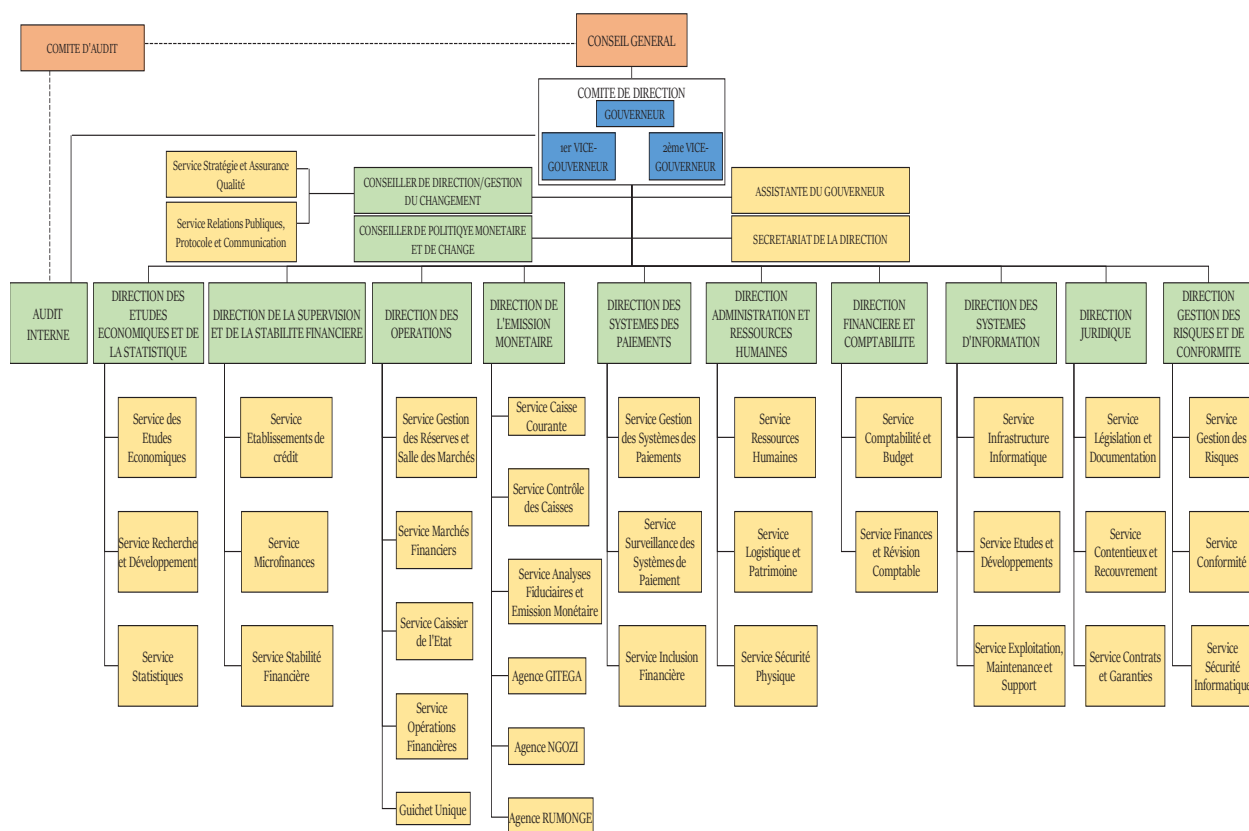 COMITE D'AUDIT
CONSEIL GENERAL
COMITE DE DIRECTION
GOUVERNEUR
1er VICE-
GOUVERNEUR
2ème VICE-
GOUVERNEUR
Service Stratégie et Assurance
Qualité
CONSEILLER DE DIRECTION/GESTION
DU CHANGEMENT
ASSISTANTE DU GOUVERNEUR
Service Relations Publiques,
Protocole et Communication
CONSEILLER DE POLITIQYE MONETAIRE
ET DE CHANGE
SECRETARIAT DE LA DIRECTION
AUDIT
INTERNE
DIRECTION DES
ETUDES
ECONOMIQUES ET DE
LA STATISTIQUE
DIRECTION DE LA SUPERVISION
ET DE LA STABILITE FINANCIERE
DIRECTION DES
OPERATIONS
DIRECTION DE
L'EMISSION
MONETAIRE
DIRECTION DES
SYSTEMES DES
PAIEMENTS
DIRECTION
ADMINISTRATION ET
RESSOURCES
HUMAINES
DIRECTION
FINANCIERE ET
COMPTABILITE
DIRECTION DES
SYSTEMES
D'INFORMATION
DIRECTION
JURIDIQUE
DIRECTION
GESTION DES
RISQUES ET DE
CONFORMITE
Service des
Etudes
Economiques
Service Recherche
et Développement
Service
Statistiques
Service
Etablissements de
crédit
Service
Microfinances
Service Stabilité
Financière
Service Gestion
des Réserves et
Salle des Marchés
Service Marchés
Financiers
Service Caissier
de l'Etat
Service
Opérations
Financières
Guichet Unique
Service Caisse
Courante
Service Contrôle
des Caisses
Service Analyses
Fiduciaires et
Emission Monétaire
Agence GITEGA
Agence NGOZI
Agence RUMONGE
Service Gestion
des Systèmes des
Paiements
Service
Surveillance des
Systèmes de
Paiement
Service Inclusion
Financière
Service
Ressources
Humaines
Service
Logistique et
Patrimoine
Service Sécurité
Physique
Service
Comptabilité et
Budget
Service Finances
et Révision
Comptable
Service
Infrastructure
Informatique
Service Etudes et
Développements
Service Exploitation,
Maintenance et
Support
Service
Législation et
Documentation
Service
Contentieux et
Recouvrement
Service Contrats
et Garanties
Service
Gestion des
Risques
Service
Conformité
Service
Sécurité
Informatique